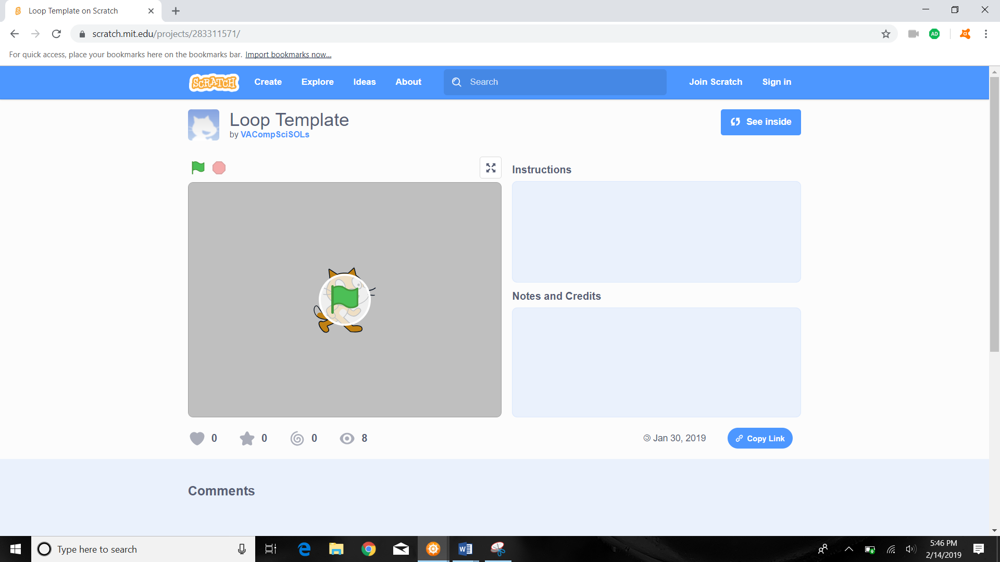 Loop Template on Scratch
scratch.mit.edu/projects/283311571/
AD
For quick access, place your bookmarks here on the bookmarks bar. Import bookmarks now...
SCRATCH Create Explore Ideas About Search Join Scratch Sign in
Loop Template
by VACompSciSOLs
See inside
Instructions
Notes and Credits
0 0 0 8
Jan 30, 2019
Copy Link
Comments
Type here to search
5:46 PM
2/14/2019